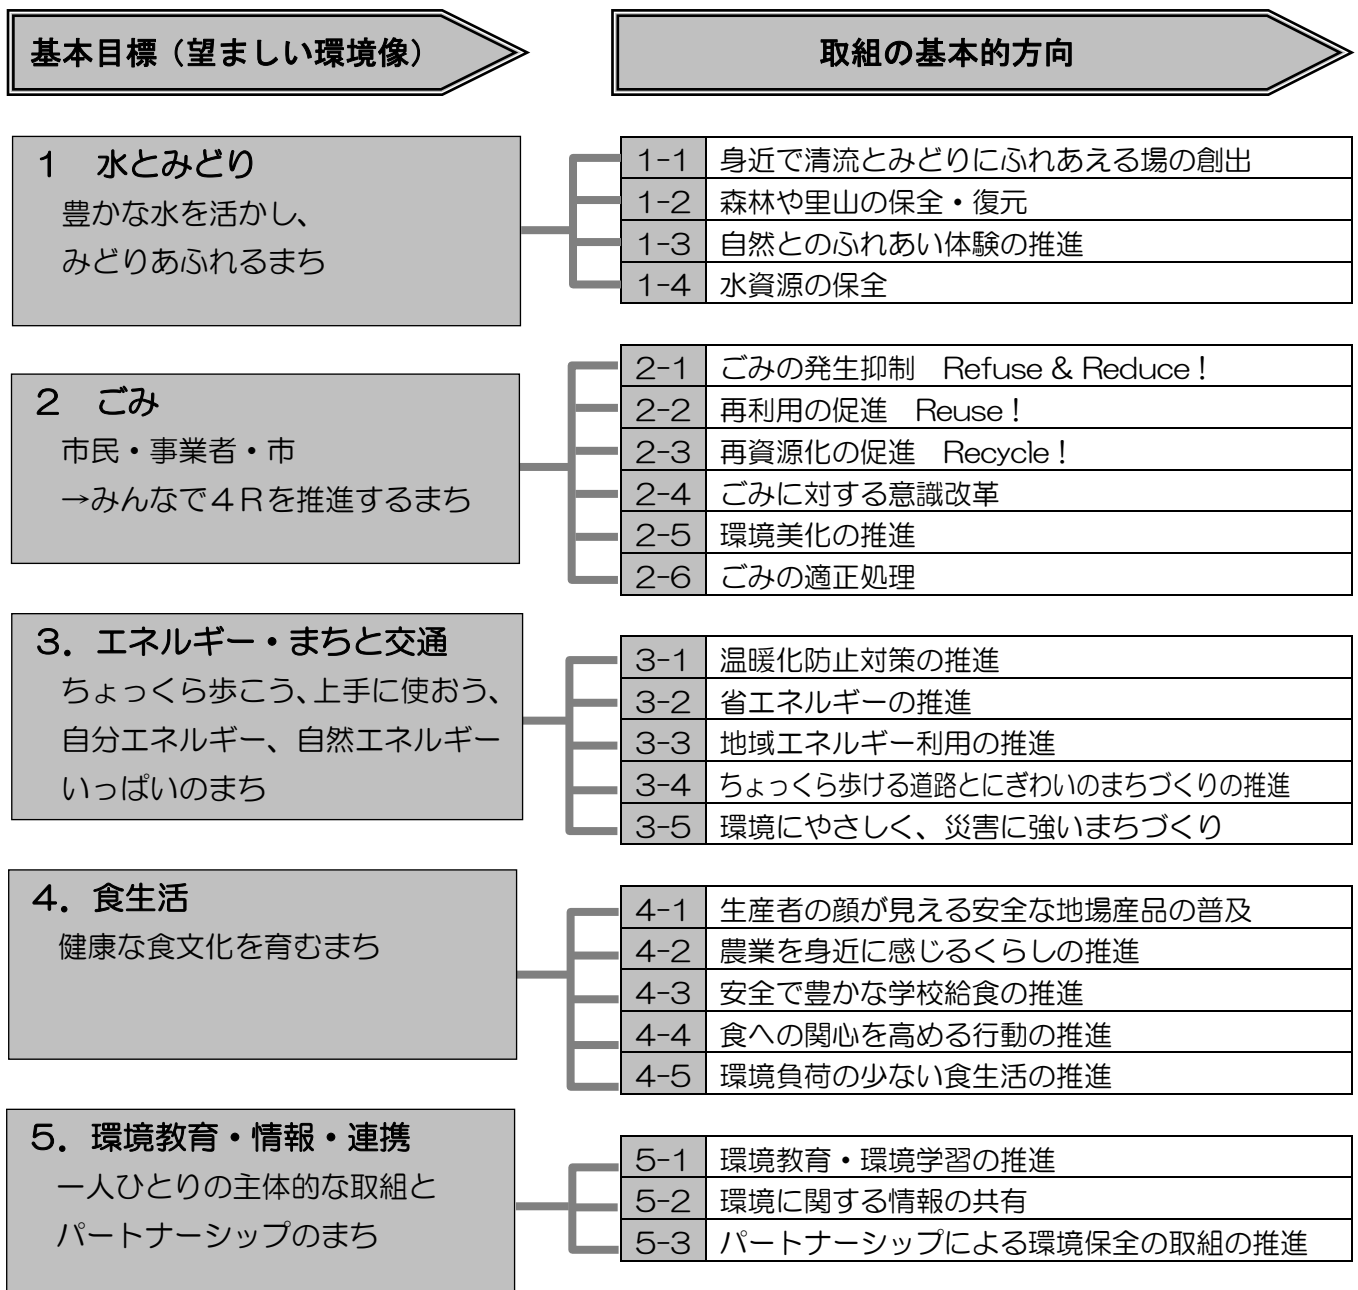 基本目標（望ましい環境像）
取組の基本的方向
１　水とみどり
豊かな水を活かし、
みどりあふれるまち
1-1 身近で清流とみどりにふれあえる場の創出
1-2 森林や里山の保全・復元
1-3 自然とのふれあい体験の推進
1-4 水資源の保全
２　ごみ
市民・事業者・市
→みんなで４Ｒを推進するまち
2-1 ごみの発生抑制　Refuse & Reduce！
2-2 再利用の促進　Reuse！
2-3 再資源化の促進　Recycle！
2-4 ごみに対する意識改革
2-5 環境美化の推進
2-6 ごみの適正処理
３．エネルギー・まちと交通
ちょっくら歩こう、上手に使おう、
自分エネルギー、自然エネルギー
いっぱいのまち
3-1 温暖化防止対策の推進
3-2 省エネルギーの推進
3-3 地域エネルギー利用の推進
3-4 ちょっくら歩ける道路とにぎわいのまちづくりの推進
3-5 環境にやさしく、災害に強いまちづくり
４．食生活
健康な食文化を育むまち
4-1 生産者の顔が見える安全な地場産品の普及
4-2 農業を身近に感じるくらしの推進
4-3 安全で豊かな学校給食の推進
4-4 食への関心を高める行動の推進
4-5 環境負荷の少ない食生活の推進
５．環境教育・情報・連携
一人ひとりの主体的な取組と
パートナーシップのまち
5-1 環境教育・環境学習の推進
5-2 環境に関する情報の共有
5-3 パートナーシップによる環境保全の取組の推進